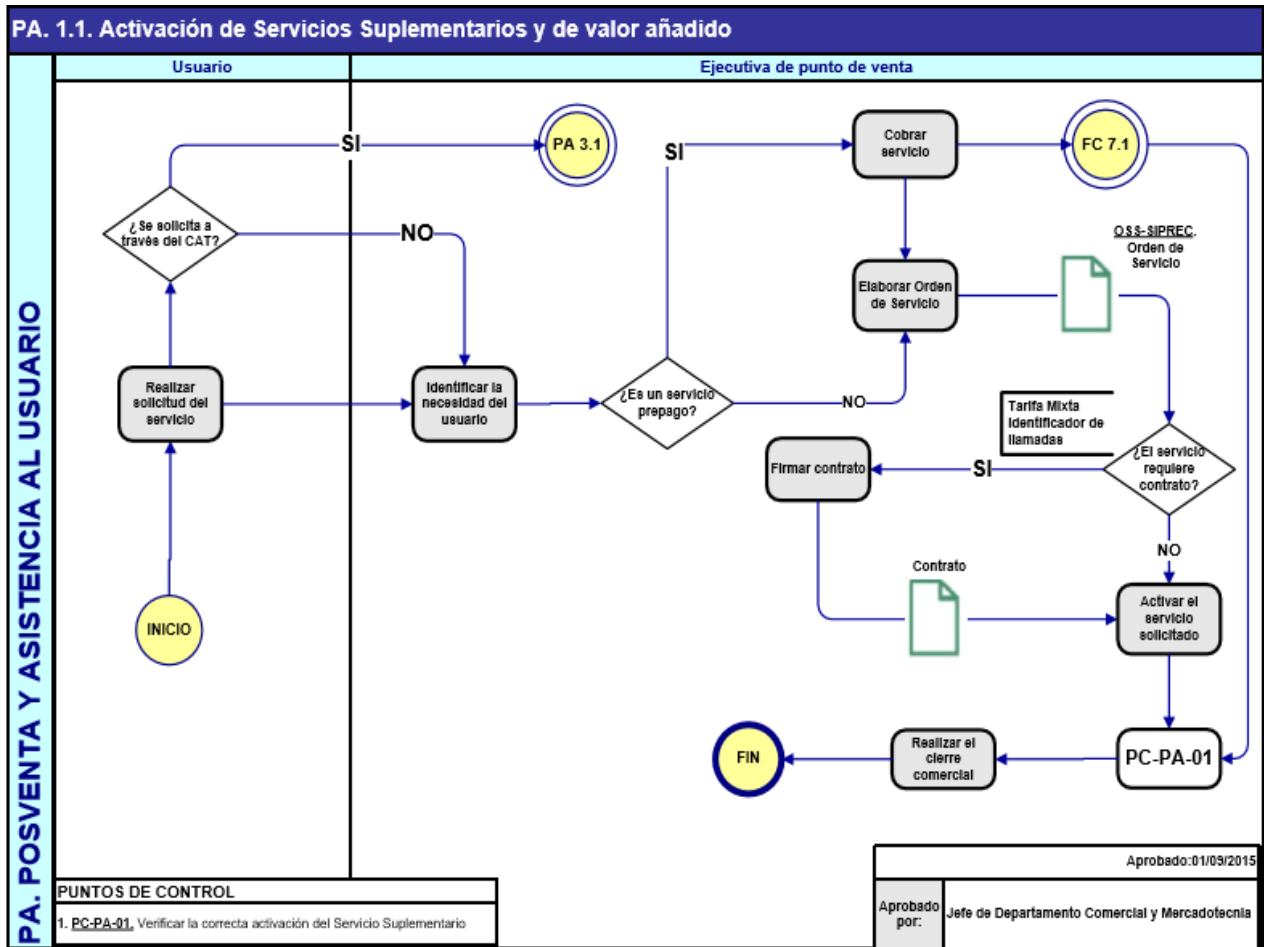 PA. 1.1. Activación de Servicios Suplementarios y de valor añadido
PA. POSVENTA Y ASISTENCIA AL USUARIO
Usuario
Ejecutiva de punto de venta
SI
PA 3.1
SI
Cobrar
servicio
FC 7.1
¿Se solicita a
través del CAT?
NO
OSS-SIPREC.
Orden de
Servicio
Elaborar Orden
de Servicio
Realizar
solicitud del
servicio
Identificar la
necesidad del
usuario
¿Es un servicio
prepago?
NO
Tarifa Mixta
Identificador de
llamadas
¿El servicio
requiere
contrato?
SI
Firmar contrato
NO
Contrato
Activar el
servicio
solicitado
INICIO
FIN
Realizar el
cierre
comercial
PC-PA-01
PUNTOS DE CONTROL
1. PC-PA-01. Verificar la correcta activación del Servicio Suplementario
Aprobado:01/09/2015
Aprobado
por:
Jefe de Departamento Comercial y Mercadotecnia